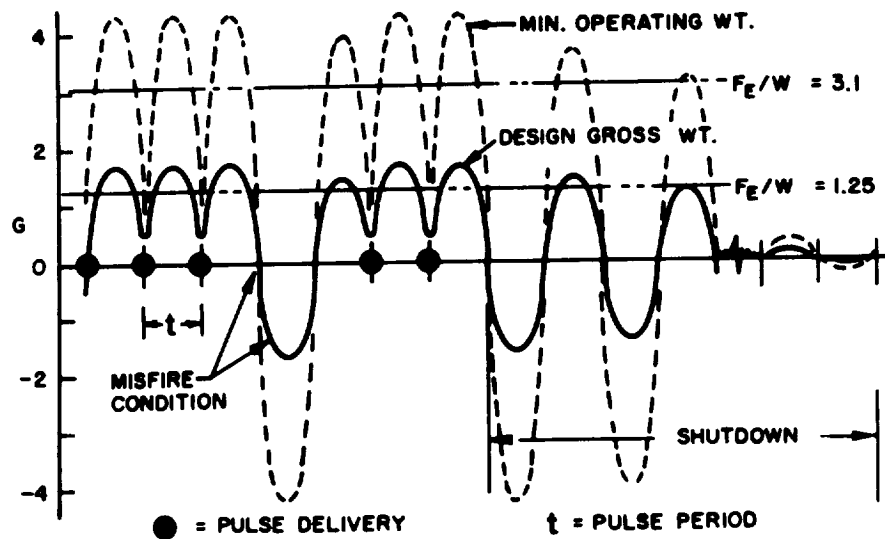 4
MIN. OPERATING WT.
F_E/W = 3.1
2
DESIGN GROSS WT.
F_E/W = 1.25
G
0
t
-2
MISFIRE
CONDITION
SHUTDOWN
-4
= PULSE DELIVERY
t = PULSE PERIOD